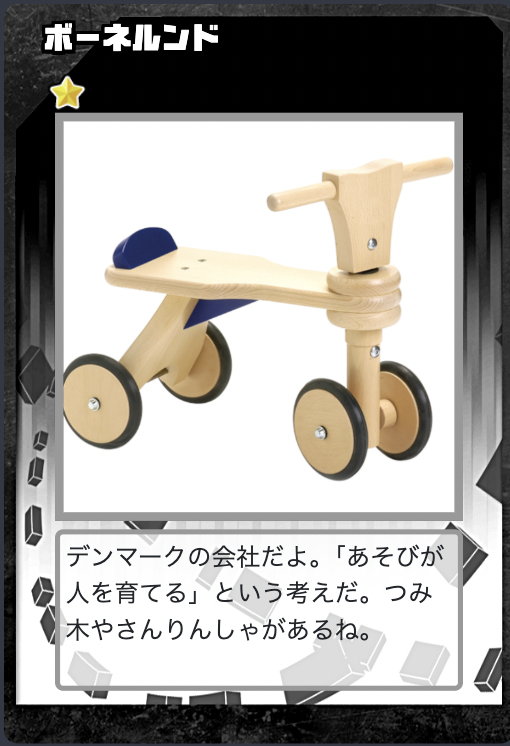 ボーネルンド
デンマークの会社だよ。「あそびが
人を育てる」という考えだ。つみ
木やさんりんしゃがあるね。